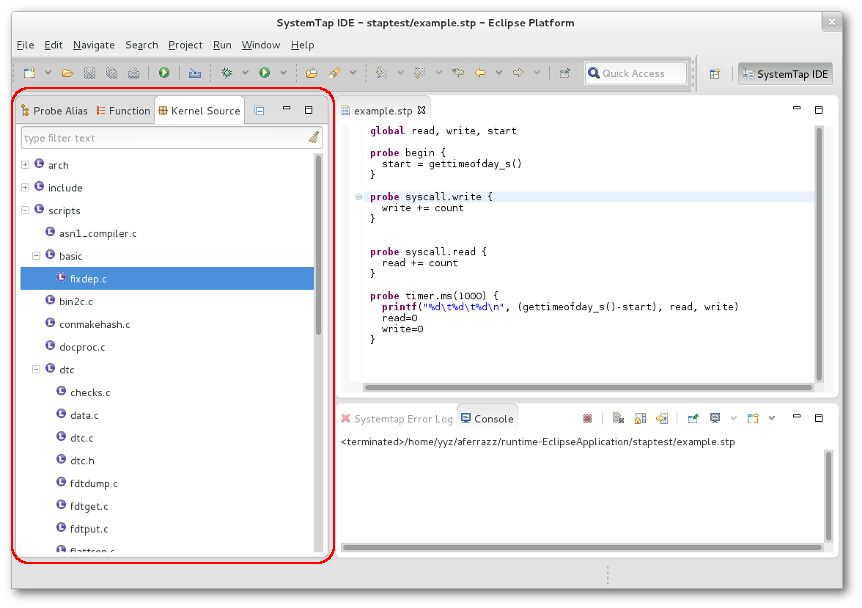 SystemTap IDE – staptest/example.stp – Eclipse Platform
File Edit Navigate Search Project Run Window Help
Quick Access
SystemTap IDE
Probe Alias Function Kernel Source
type filter text
arch
include
scripts
asn1_compiler.c
basic
fixdep.c
bin2c.c
conmakehash.c
docproc.c
dtc
checks.c
data.c
dtc.c
dtc.h
fdtdump.c
fdtget.c
fdtput.c
flattree.c
example.stp
global read, write, start
probe begin {
start = gettimeofday_s()
}
probe syscall.write {
write += count
}
probe syscall.read {
read += count
}
probe timer.ms(1000) {
printf("%d\t%d\t%d\n", (gettimeofday_s()-start), read, write)
read=0
write=0
}
Systemtap Error Log Console
<terminated>/home/yyz/aferrazz/runtime-EclipseApplication/staptest/example.stp